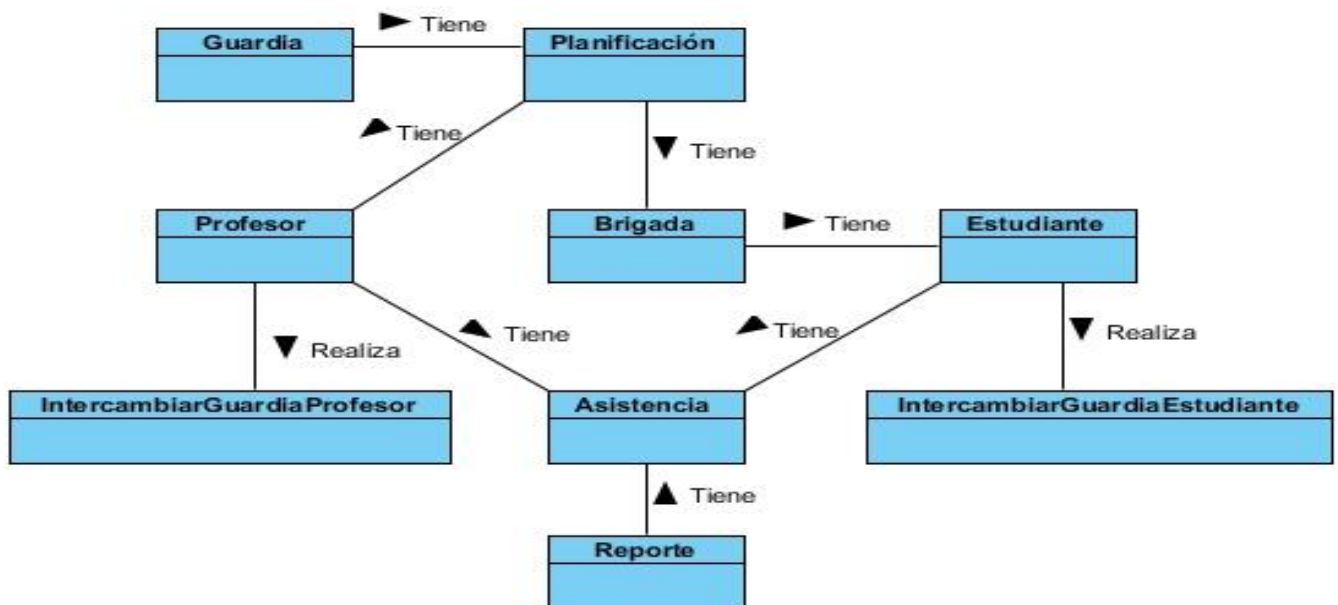 Guardia
Tiene
Planificación
Tiene
Tiene
Profesor
Brigada
Tiene
Estudiante
Realiza
Tiene
Tiene
Realiza
IntercambiarGuardiaProfesor
Asistencia
IntercambiarGuardiaEstudiante
Tiene
Reporte